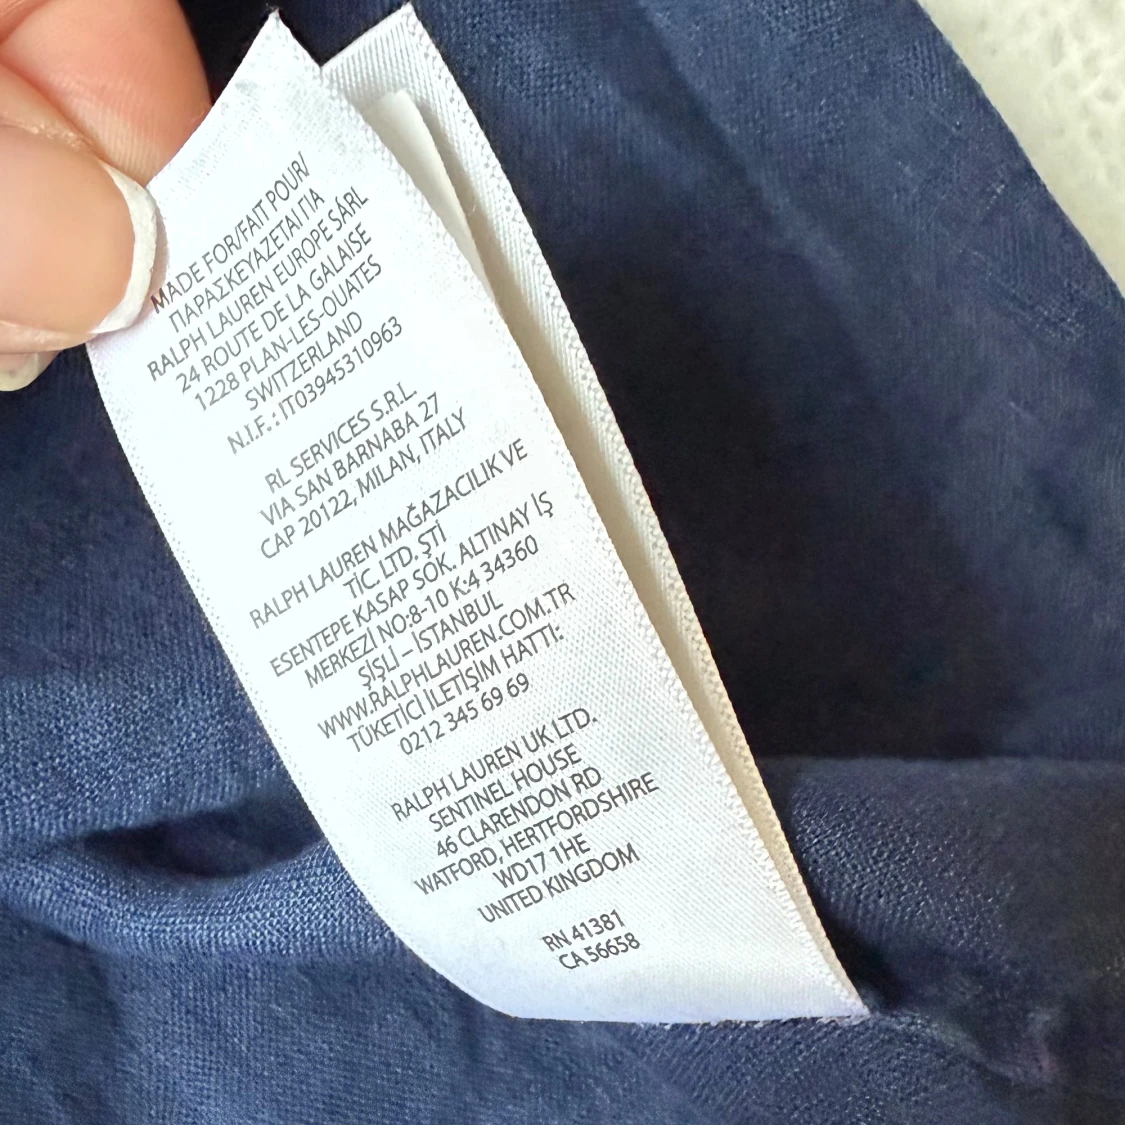 MADE FOR/FAIT POUR/
ΠΑΡΑΣΚΕΥΑΖΕΤΑΙ ΓΙΑ
RALPH LAUREN EUROPE SÁRL
24 ROUTE DE LA GALAISE
1228 PLAN-LES-OUATES
SWITZERLAND
N.I.F. : IT03945310963
RL SERVICES S.R.L
VIA SAN BARNABA 27
CAP 20122, MILAN, ITALY
RALPH LAUREN MAĞAZACILIK VE
TİC. LTD. ŞTİ
ESENTEPE KASAP SOK. ALTINAY İŞ
MERKEZİ NO:8-10 K:4 34360
ŞİŞLİ – İSTANBUL
WWW.RALPHLAUREN.COM.TR
TÜKETİCİ İLETİŞİM HATTI:
0212 345 69 69
RALPH LAUREN UK LTD.
SENTINEL HOUSE
46 CLARENDON RD
WATFORD, HERTFORDSHIRE
WD17 1HE
UNITED KINGDOM
RN 41381
CA 56658